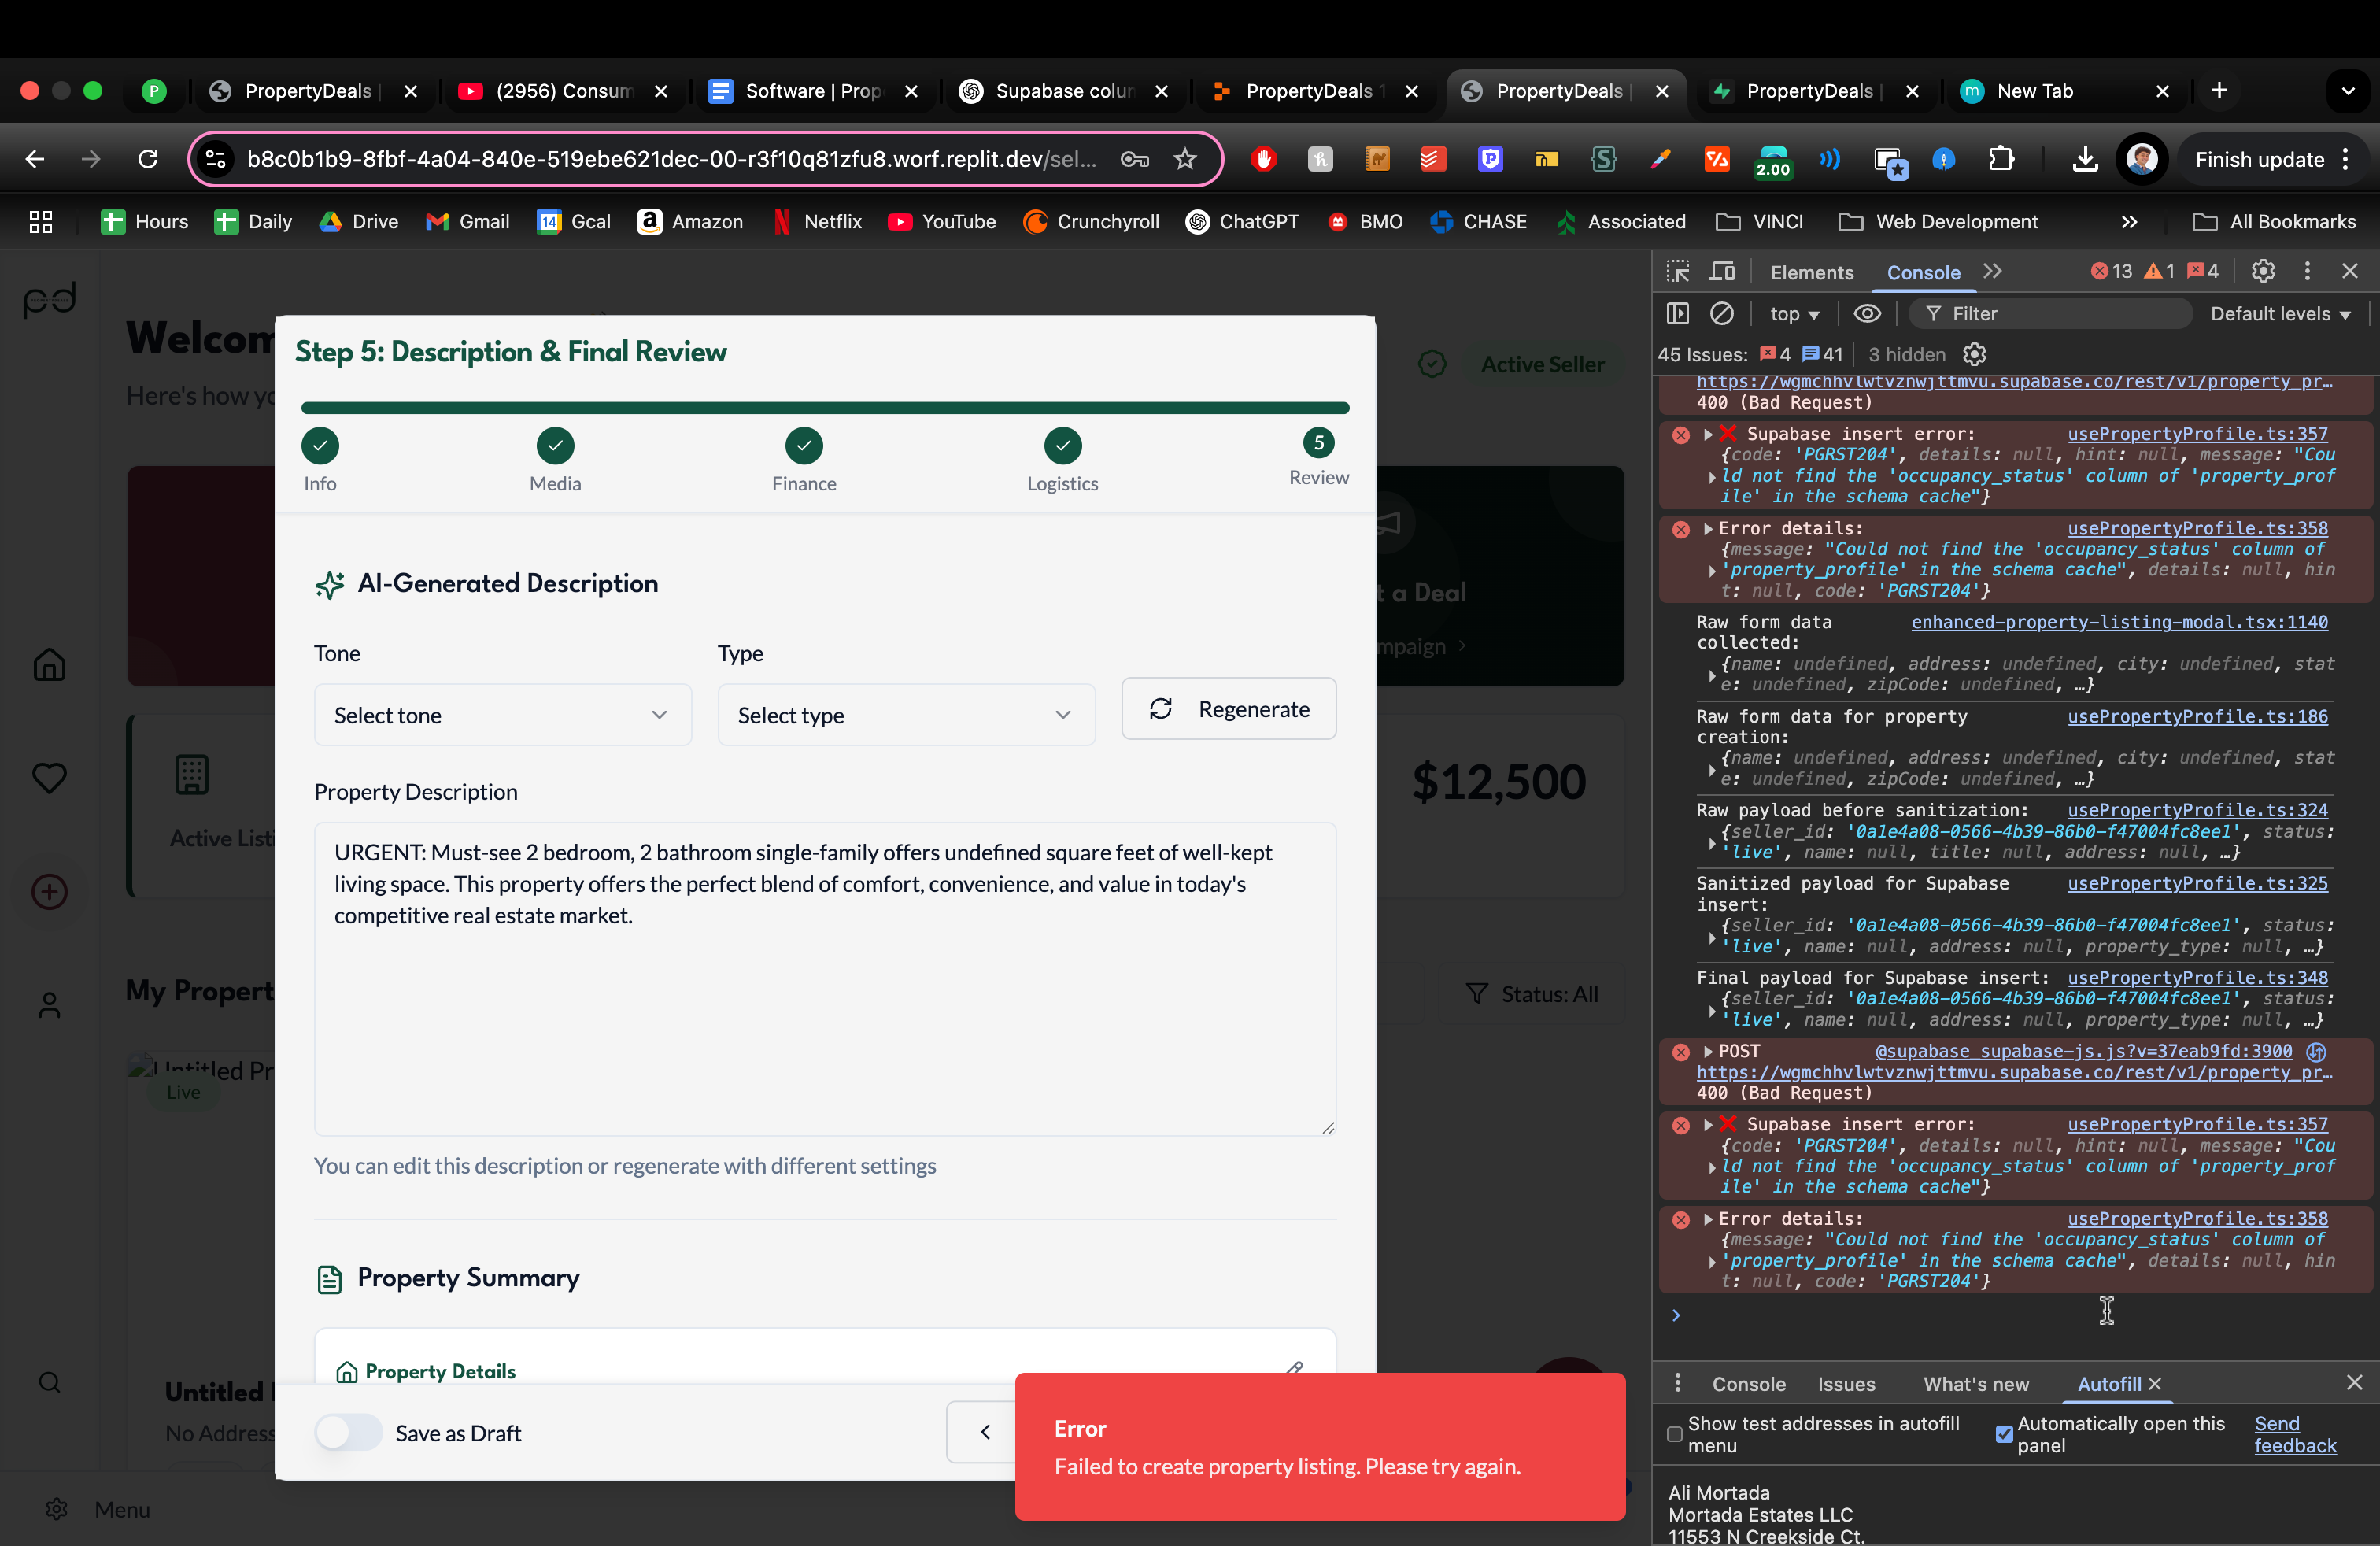 P
PropertyDeals |
(2956) Consum
Software | Prop
Supabase colur
PropertyDeals 1
PropertyDeals |
PropertyDeals |
m
New Tab
b8c0b1b9-8fbf-4a04-840e-519ebe621dec-00-r3f10q81zfu8.worf.replit.dev/sel...
2.00
Finish update
Hours
Daily
Drive
Gmail
14
Gcal
Amazon
Netflix
YouTube
Crunchyroll
ChatGPT
BMO
CHASE
Associated
VINCI
Web Development
All Bookmarks
pd
Welcom
Here's how yo
Active Seller
Step 5: Description & Final Review
5
Info
Media
Finance
Logistics
Review
t a Deal
mpaign
AI-Generated Description
Tone
Type
Select tone
Select type
Regenerate
$12,500
Active Listi
Property Description
URGENT: Must-see 2 bedroom, 2 bathroom single-family offers undefined square feet of well-kept
living space. This property offers the perfect blend of comfort, convenience, and value in today's
competitive real estate market.
My Propert
Status: All
Untitled Pr
Live
You can edit this description or regenerate with different settings
Property Summary
Property Details
Untitled
No Address
Save as Draft
Error
Failed to create property listing. Please try again.
Menu
Elements
Console
13
1
4
top
Filter
Default levels
45 Issues:
4
41
3 hidden
https://wgmchhvlwtvznwjttmvu.supabase.co/rest/v1/property_pr…
400 (Bad Request)
Supabase insert error: usePropertyProfile.ts:357
{code: 'PGRST204', details: null, hint: null, message: "Cou
ld not find the 'occupancy_status' column of 'property_prof
ile' in the schema cache"}
Error details: usePropertyProfile.ts:358
{message: "Could not find the 'occupancy_status' column of
'property_profile' in the schema cache", details: null, hin
t: null, code: 'PGRST204'}
Raw form data enhanced-property-listing-modal.tsx:1140
collected:
{name: undefined, address: undefined, city: undefined, stat
e: undefined, zipCode: undefined, …}
Raw form data for property usePropertyProfile.ts:186
creation:
{name: undefined, address: undefined, city: undefined, stat
e: undefined, zipCode: undefined, …}
Raw payload before sanitization: usePropertyProfile.ts:324
{seller_id: '0a1e4a08-0566-4b39-86b0-f47004fc8ee1', status:
'live', name: null, title: null, address: null, …}
Sanitized payload for Supabase usePropertyProfile.ts:325
insert:
{seller_id: '0a1e4a08-0566-4b39-86b0-f47004fc8ee1', status:
'live', name: null, address: null, property_type: null, …}
Final payload for Supabase insert: usePropertyProfile.ts:348
{seller_id: '0a1e4a08-0566-4b39-86b0-f47004fc8ee1', status:
'live', name: null, address: null, property_type: null, …}
POST @supabase_supabase-js.js?v=37eab9fd:3900
https://wgmchhvlwtvznwjttmvu.supabase.co/rest/v1/property_pr…
400 (Bad Request)
Supabase insert error: usePropertyProfile.ts:357
{code: 'PGRST204', details: null, hint: null, message: "Cou
ld not find the 'occupancy_status' column of 'property_prof
ile' in the schema cache"}
Error details: usePropertyProfile.ts:358
{message: "Could not find the 'occupancy_status' column of
'property_profile' in the schema cache", details: null, hin
t: null, code: 'PGRST204'}
Console
Issues
What's new
Autofill
Show test addresses in autofill
menu
Automatically open this
panel
Send
feedback
Ali Mortada
Mortada Estates LLC
11553 N Creekside Ct.